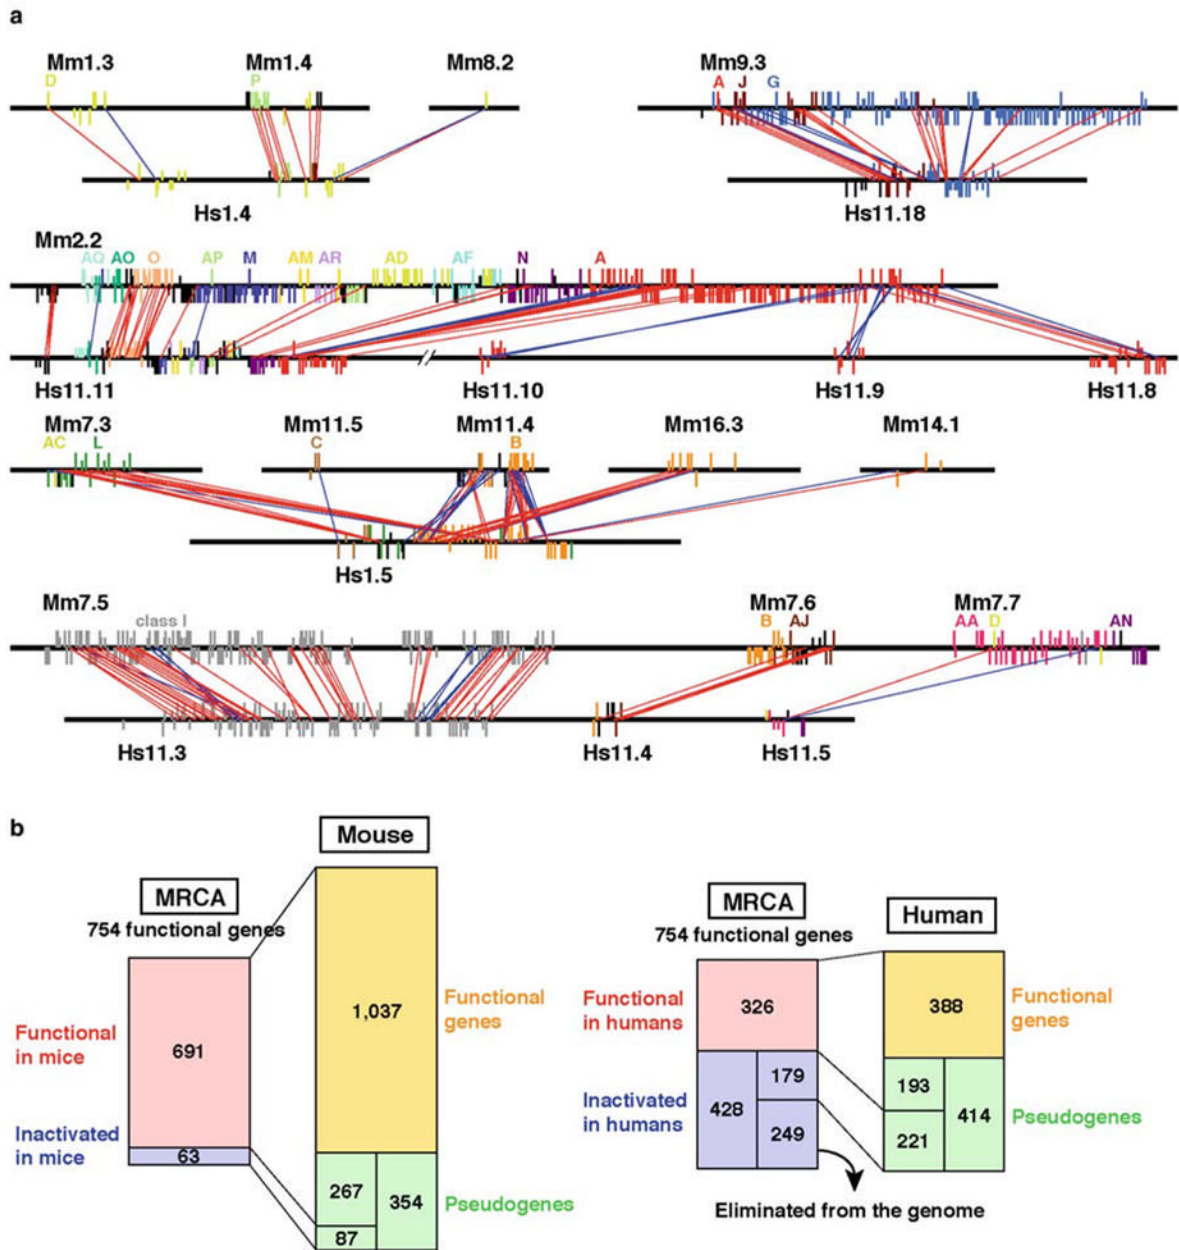 a
Mm1.3 Mm1.4 Mm8.2 Mm9.3
D P A J G
Hs1.4 Hs11.18
Mm2.2
AQ AO O AP M AM AR AD AF N A
Hs11.11 Hs11.10 Hs11.9 Hs11.8
Mm7.3 Mm11.5 Mm11.4 Mm16.3 Mm14.1
AC L C B
Hs1.5
Mm7.5 Mm7.6 Mm7.7
class I B AJ AA D AN
Hs11.3 Hs11.4 Hs11.5
b
Mouse
MRCA
754 functional genes
691
63
Functional
in mice
Inactivated
in mice
1,037
267
354
87
Functional
genes
Pseudogenes
MRCA
754 functional genes
Human
Functional
in humans
326
388
Functional
genes
Inactivated
in humans
428
179
249
193
414
221
Pseudogenes
Eliminated from the genome